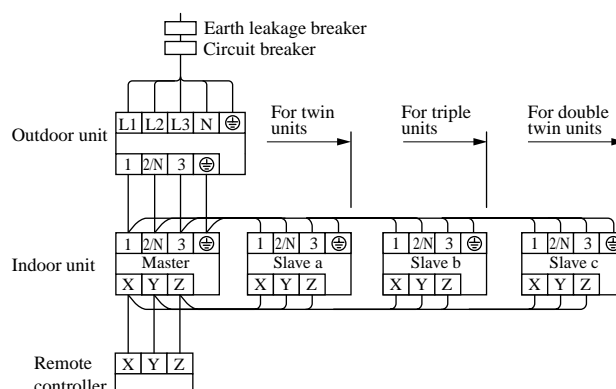 Earth leakage breaker
Circuit breaker
L1 L2 L3 N
Outdoor unit
1 2/N 3
For twin
units
For triple
units
For double
twin units
Indoor unit
1 2/N 3
Master
X Y Z
1 2/N 3
Slave a
X Y Z
1 2/N 3
Slave b
X Y Z
1 2/N 3
Slave c
X Y Z
Remote
controller
X Y Z